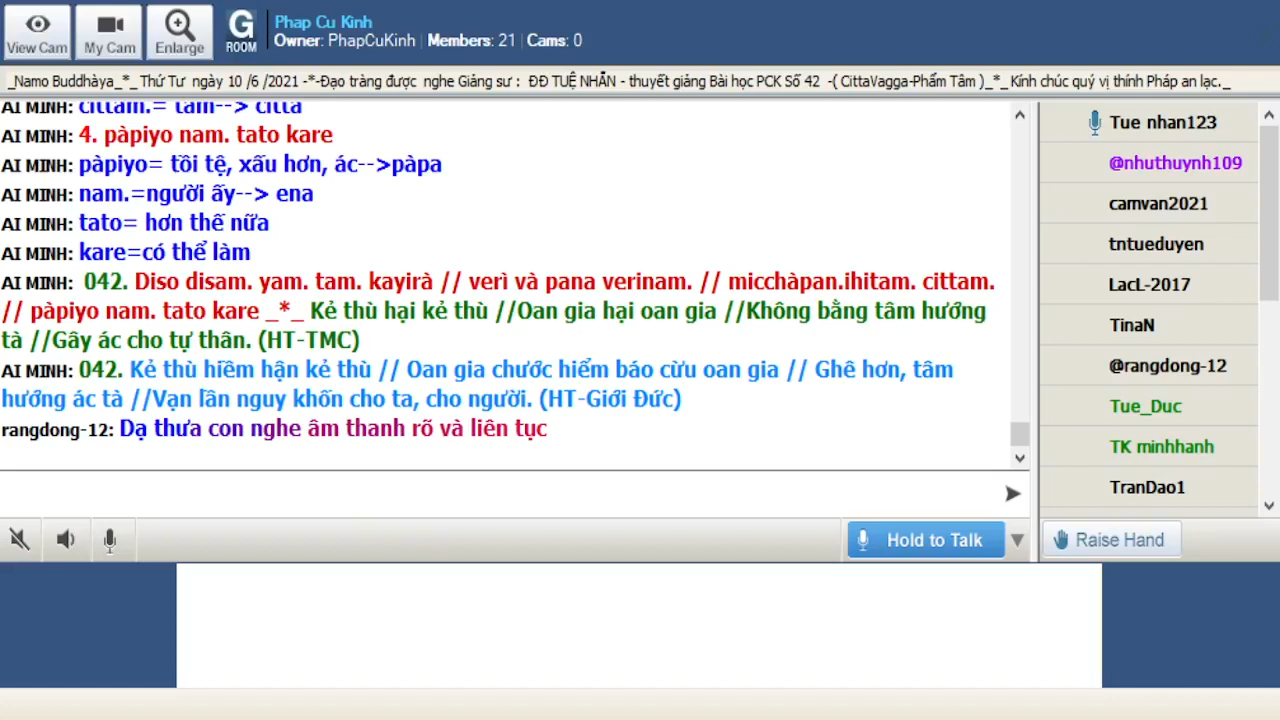 View Cam
My Cam
Enlarge
G
ROOM
Phap Cu Kinh
Owner: PhapCuKinh | Members: 21 | Cams: 0
_Namo Buddhàya_*_ Thứ Tư ngày 10 /6 /2021 -*-Đạo tràng được nghe Giảng sư : ĐĐ TUỆ NHẪN - thuyết giảng Bài học PCK Số 42 -( CittaVagga-Phẩm Tâm )_*_ Kính chúc quý vị thính Pháp an lạc._
AI MINH: cittam.= tâm--> citta
AI MINH: 4. pàpiyo nam. tato kare
AI MINH: pàpiyo= tồi tệ, xấu hơn, ác-->pàpa
AI MINH: nam.=người ấy--> ena
AI MINH: tato= hơn thế nữa
AI MINH: kare=có thể làm
AI MINH: 042. Diso disam. yam. tam. kayirà // verì và pana verinam. // micchàpan.ihitam. cittam.
// pàpiyo nam. tato kare _*_ Kẻ thù hại kẻ thù //Oan gia hại oan gia //Không bằng tâm hướng
tà //Gây ác cho tự thân. (HT-TMC)
AI MINH: 042. Kẻ thù hiềm hận kẻ thù // Oan gia chước hiểm báo cừu oan gia // Ghê hơn, tâm
hướng ác tà //Vạn lần nguy khốn cho ta, cho người. (HT-Giới Đức)
rangdong-12: Dạ thưa con nghe âm thanh rõ và liên tục
Tue nhan123
@nhuthuynh109
camvan2021
tntueduyen
LacL-2017
TinaN
@rangdong-12
Tue_Duc
TK minhhanh
TranDao1
Hold to Talk
Raise Hand